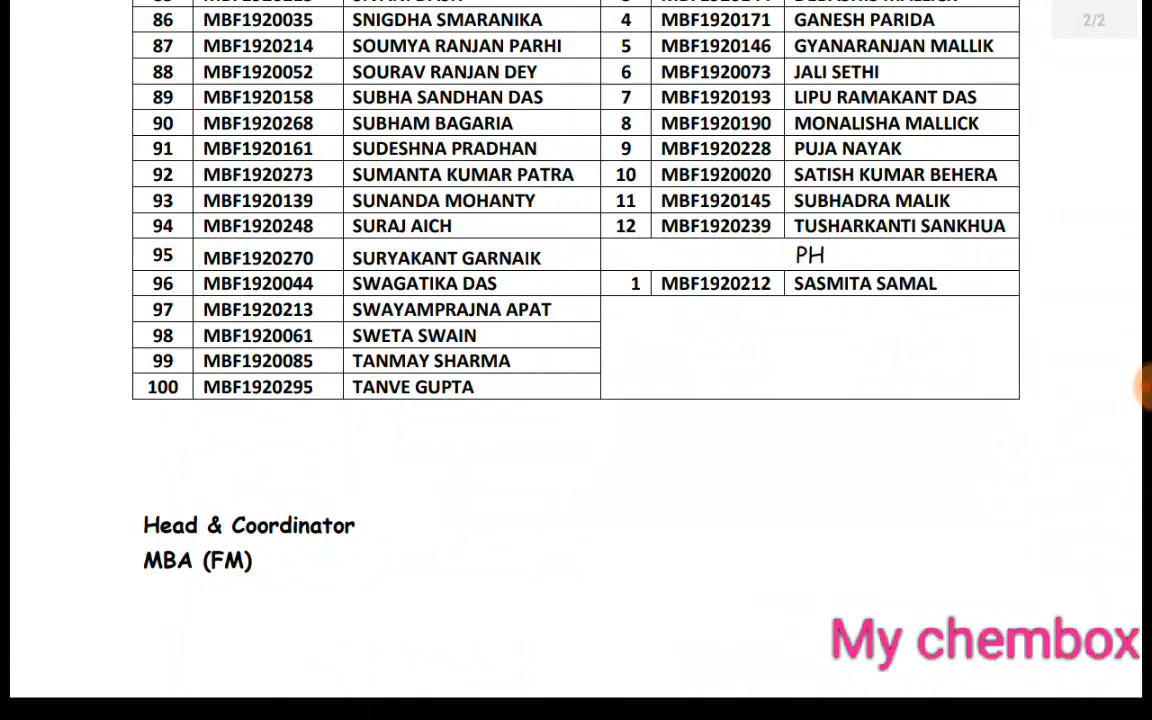 86 MBF1920035 SNIGDHA SMARANIKA 4 MBF1920171 GANESH PARIDA
87 MBF1920214 SOUMYA RANJAN PARHI 5 MBF1920146 GYANARANJAN MALLIK
88 MBF1920052 SOURAV RANJAN DEY 6 MBF1920073 JALI SETHI
89 MBF1920158 SUBHA SANDHAN DAS 7 MBF1920193 LIPU RAMAKANT DAS
90 MBF1920268 SUBHAM BAGARIA 8 MBF1920190 MONALISHA MALLICK
91 MBF1920161 SUDESHNA PRADHAN 9 MBF1920228 PUJA NAYAK
92 MBF1920273 SUMANTA KUMAR PATRA 10 MBF1920020 SATISH KUMAR BEHERA
93 MBF1920139 SUNANDA MOHANTY 11 MBF1920145 SUBHADRA MALIK
94 MBF1920248 SURAJ AICH 12 MBF1920239 TUSHARKANTI SANKHUA
95 MBF1920270 SURYAKANT GARNAIK PH
96 MBF1920044 SWAGATIKA DAS 1 MBF1920212 SASMITA SAMAL
97 MBF1920213 SWAYAMPRAJNA APAT
98 MBF1920061 SWETA SWAIN
99 MBF1920085 TANMAY SHARMA
100 MBF1920295 TANVE GUPTA
2/2
Head & Coordinator
MBA (FM)
My chembox